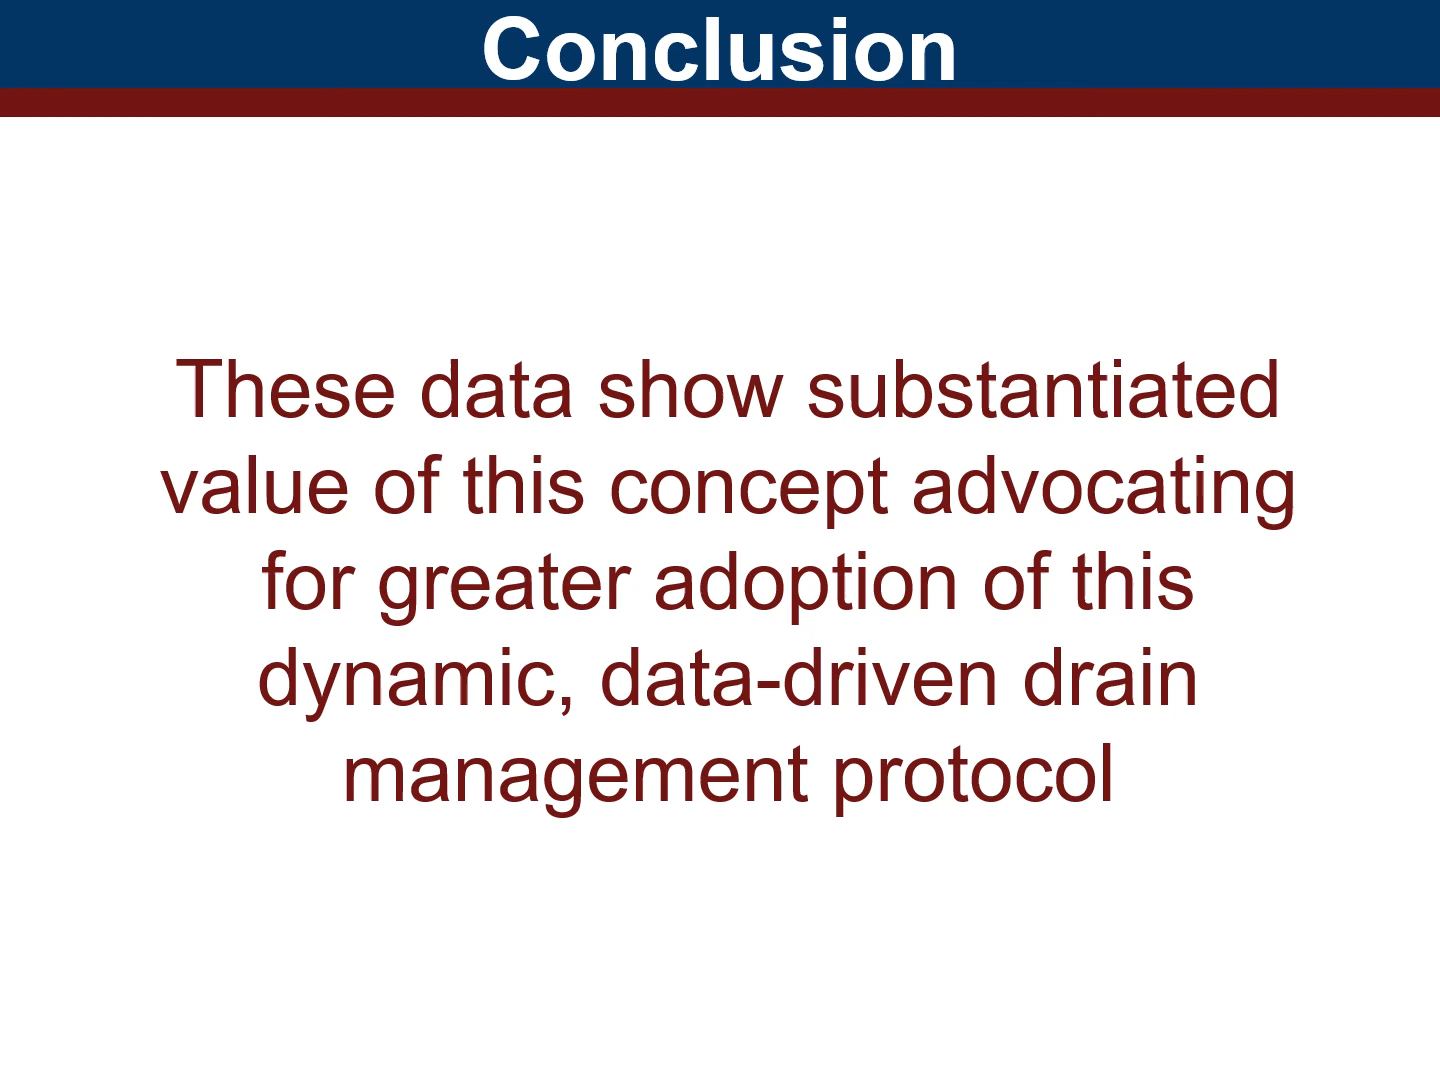 Conclusion
These data show substantiated
value of this concept advocating
for greater adoption of this
dynamic, data-driven drain
management protocol